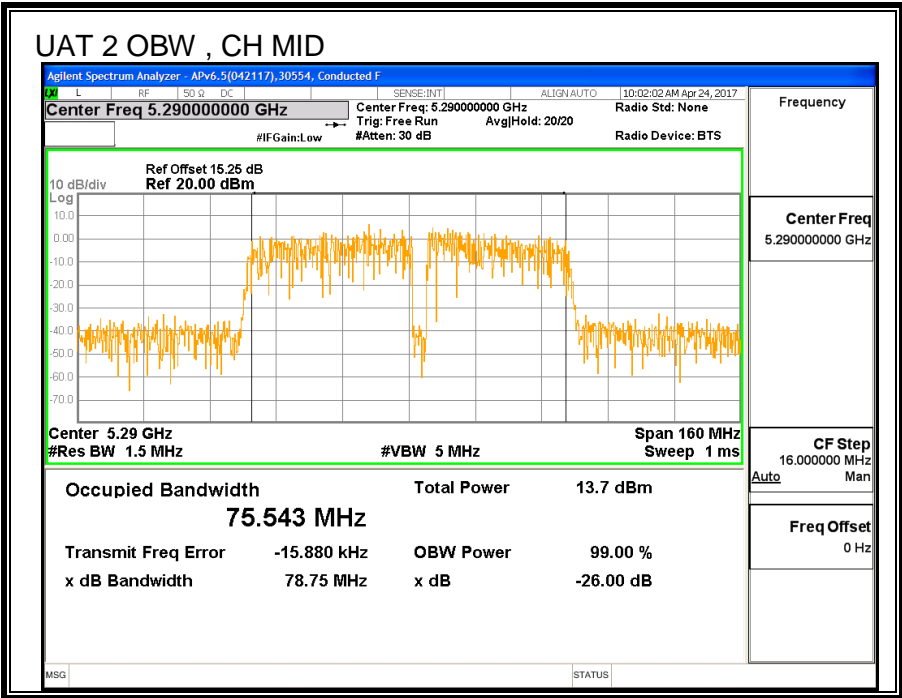 UAT 2 OBW , CH MID
Agilent Spectrum Analyzer - APv6.5(042117),30554, Conducted F
LXI L RF 50 Ω DC SENSE:INT ALIGN AUTO 10:02:02 AM Apr 24, 2017
Center Freq 5.290000000 GHz
Center Freq: 5.290000000 GHz Radio Std: None
Trig: Free Run Avg|Hold: 20/20
#IFGain:Low #Atten: 30 dB Radio Device: BTS
Frequency
Ref Offset 15.25 dB
10 dB/div Ref 20.00 dBm
Log
10.0
0.00
-10.0
-20.0
-30.0
-40.0
-50.0
-60.0
-70.0
Center 5.29 GHz Span 160 MHz
#Res BW 1.5 MHz #VBW 5 MHz Sweep 1 ms
Center Freq
5.290000000 GHz
CF Step
16.000000 MHz
Auto Man
Freq Offset
0 Hz
Occupied Bandwidth Total Power 13.7 dBm
75.543 MHz
Transmit Freq Error -15.880 kHz OBW Power 99.00 %
x dB Bandwidth 78.75 MHz x dB -26.00 dB
MSG STATUS